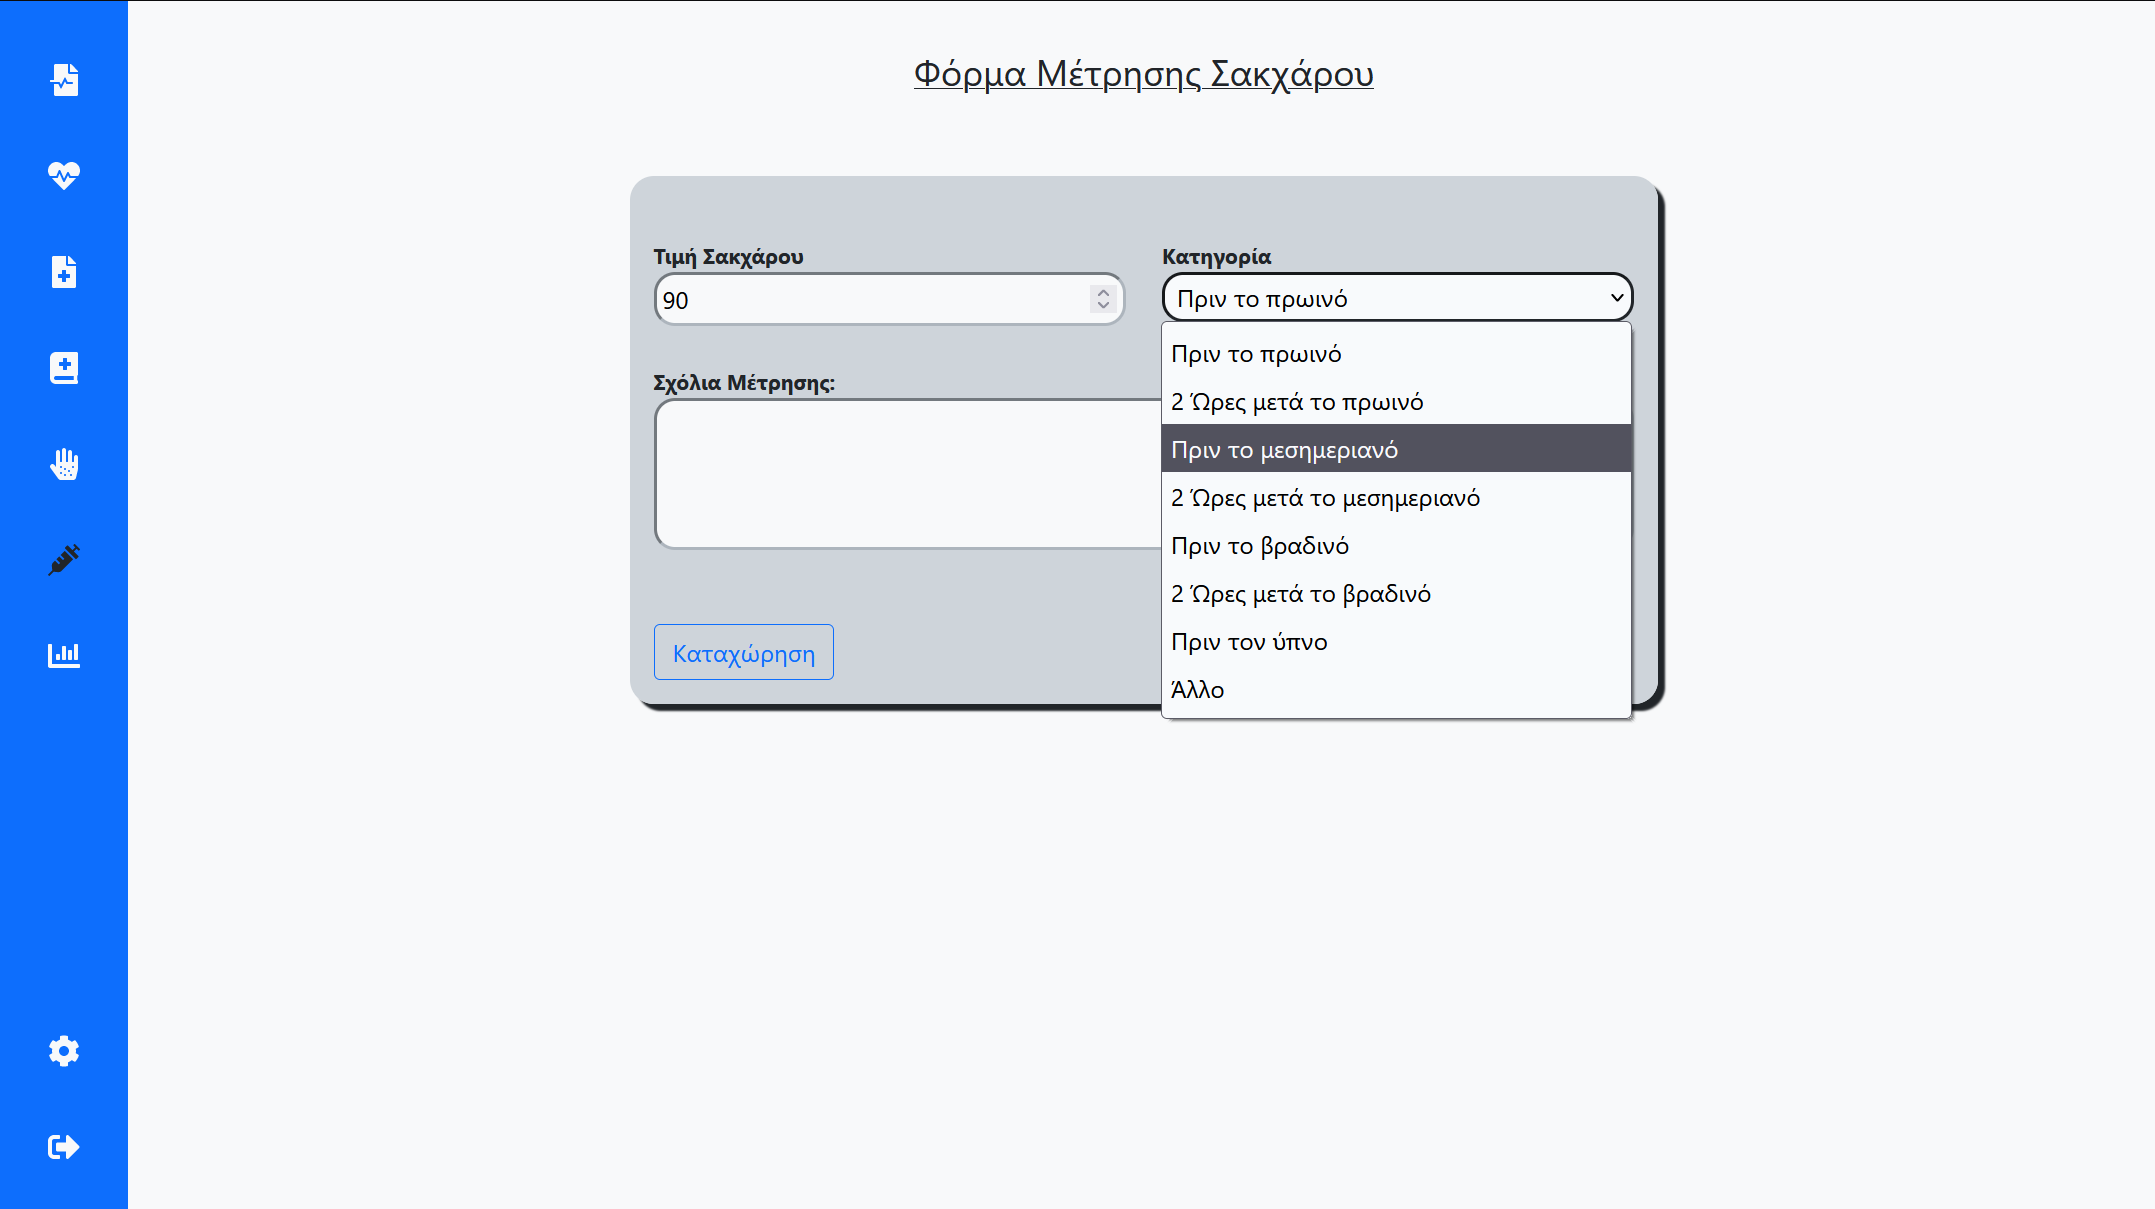 Φόρμα Μέτρησης Σακχάρου
Τιμή Σακχάρου
90
Κατηγορία
Πριν το πρωινό
Πριν το πρωινό
2 Ώρες μετά το πρωινό
Πριν το μεσημεριανό
2 Ώρες μετά το μεσημεριανό
Πριν το βραδινό
2 Ώρες μετά το βραδινό
Πριν τον ύπνο
Άλλο
Σχόλια Μέτρησης:
Καταχώρηση